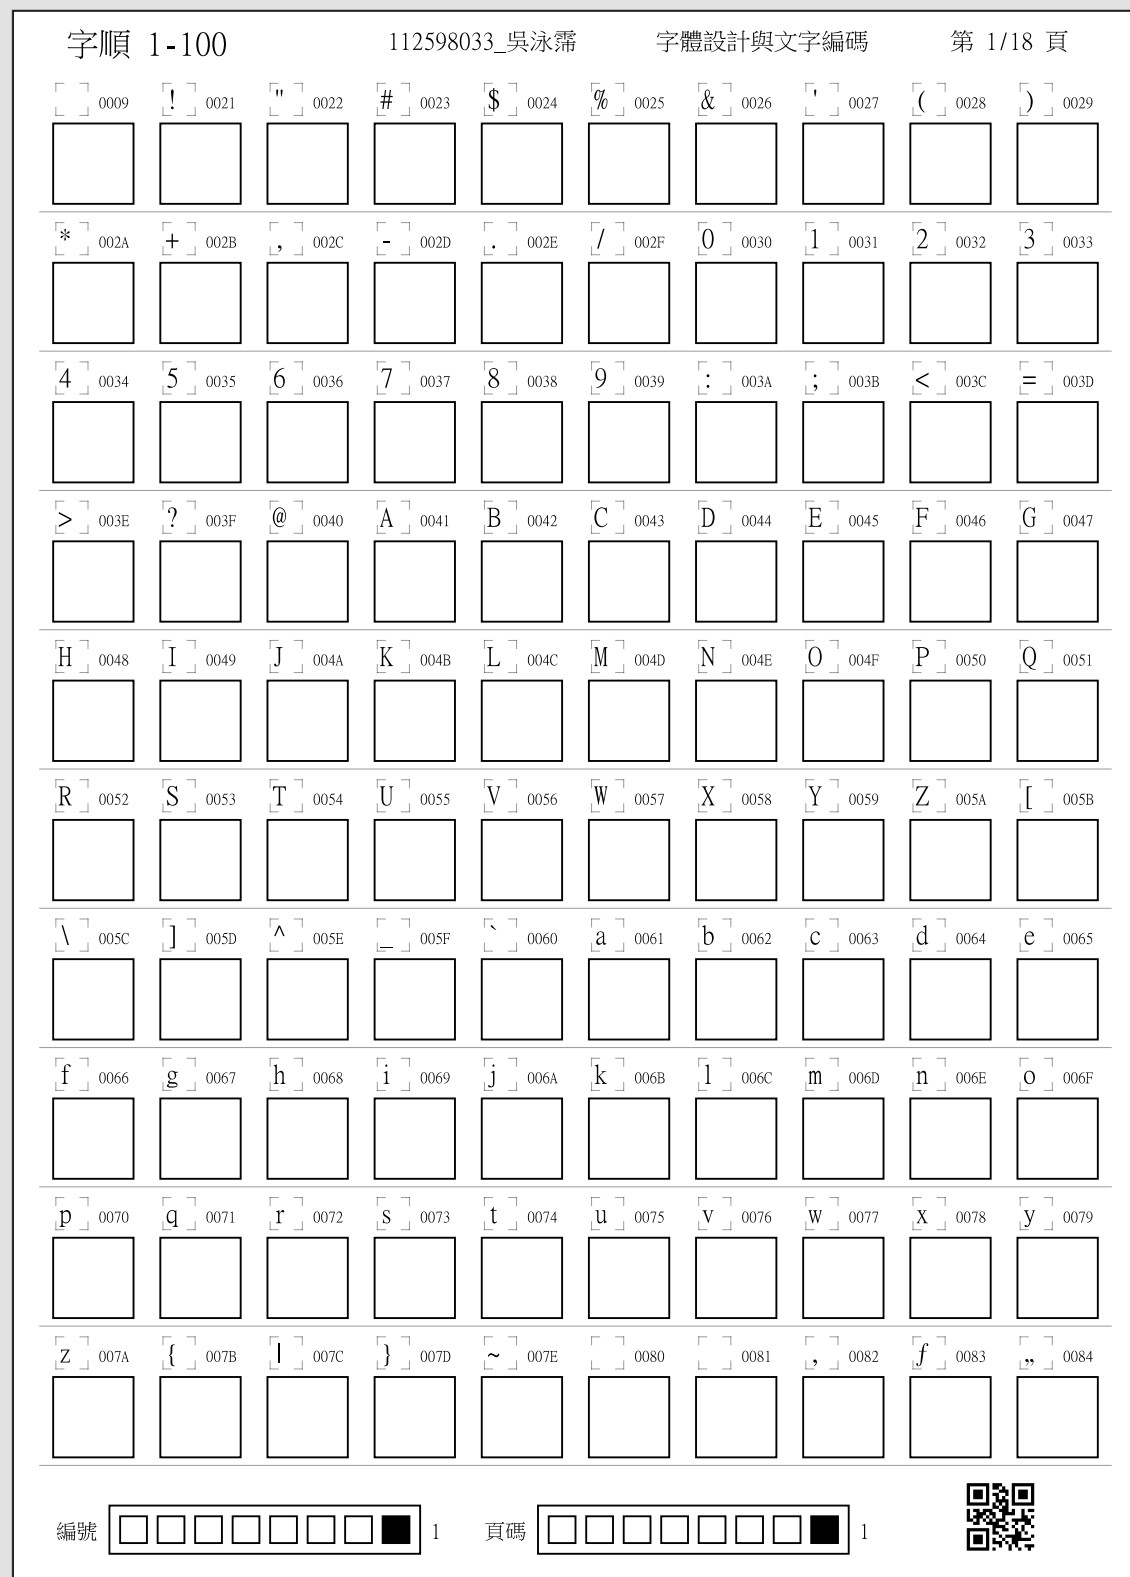 字順 1-100 112598033_吳泳霈 字體設計與文字編碼 第 1/18 頁
0009 ! 0021 " 0022 # 0023 $ 0024 % 0025 & 0026 ' 0027 ( 0028 ) 0029
* 002A + 002B , 002C - 002D . 002E / 002F 0 0030 1 0031 2 0032 3 0033
4 0034 5 0035 6 0036 7 0037 8 0038 9 0039 : 003A ; 003B < 003C = 003D
> 003E ? 003F @ 0040 A 0041 B 0042 C 0043 D 0044 E 0045 F 0046 G 0047
H 0048 I 0049 J 004A K 004B L 004C M 004D N 004E O 004F P 0050 Q 0051
R 0052 S 0053 T 0054 U 0055 V 0056 W 0057 X 0058 Y 0059 Z 005A [ 005B
\ 005C ] 005D ^ 005E _ 005F ` 0060 a 0061 b 0062 c 0063 d 0064 e 0065
f 0066 g 0067 h 0068 i 0069 j 006A k 006B l 006C m 006D n 006E o 006F
p 0070 q 0071 r 0072 s 0073 t 0074 u 0075 v 0076 w 0077 x 0078 y 0079
z 007A { 007B | 007C } 007D ~ 007E 0080 0081 ‚ 0082 ƒ 0083 „ 0084
編號 1 頁碼 1